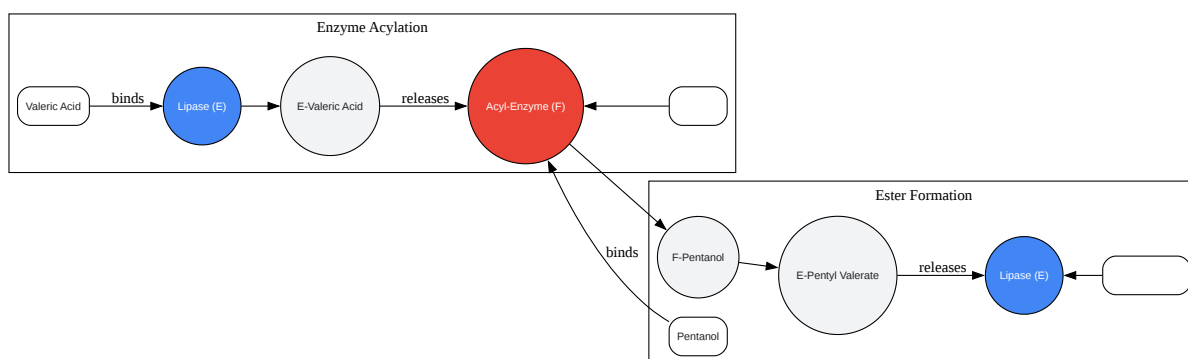 Enzyme Acylation
Valeric Acid
binds
Lipase (E)
E-Valeric Acid
releases
Acyl-Enzyme (F)
Ester Formation
binds
F-Pentanol
E-Pentyl Valerate
releases
Lipase (E)
Pentanol